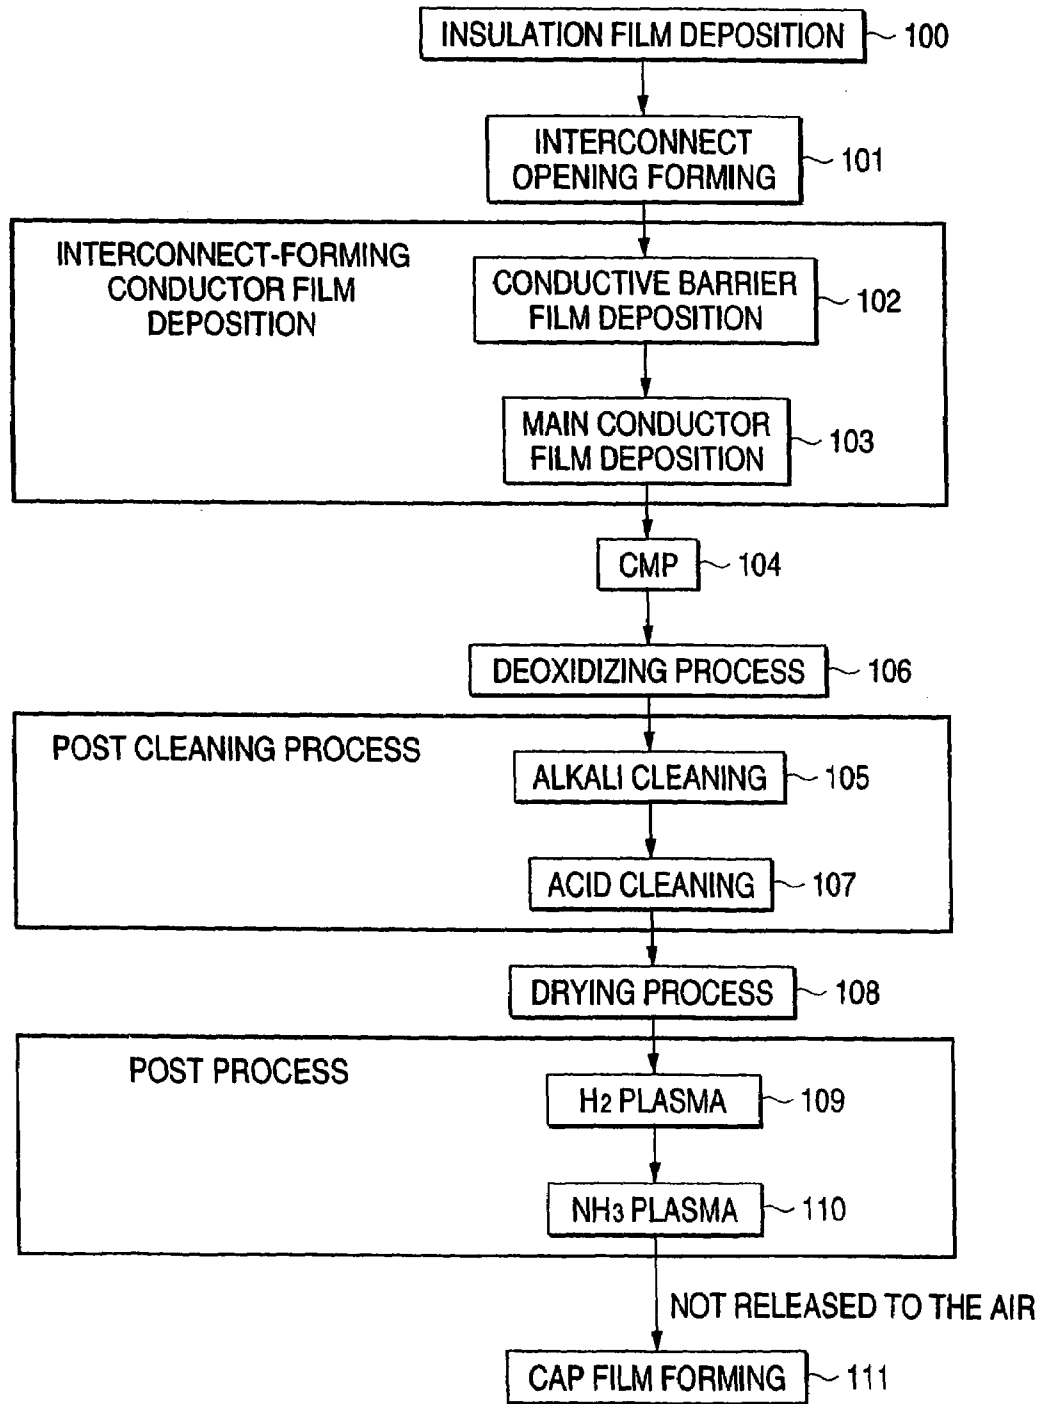 INSULATION FILM DEPOSITION 100
INTERCONNECT
OPENING FORMING 101
INTERCONNECT-FORMING
CONDUCTOR FILM
DEPOSITION
CONDUCTIVE BARRIER
FILM DEPOSITION 102
MAIN CONDUCTOR
FILM DEPOSITION 103
CMP 104
DEOXIDIZING PROCESS 106
POST CLEANING PROCESS
ALKALI CLEANING 105
ACID CLEANING 107
DRYING PROCESS 108
POST PROCESS
H2 PLASMA 109
NH3 PLASMA 110
NOT RELEASED TO THE AIR
CAP FILM FORMING 111